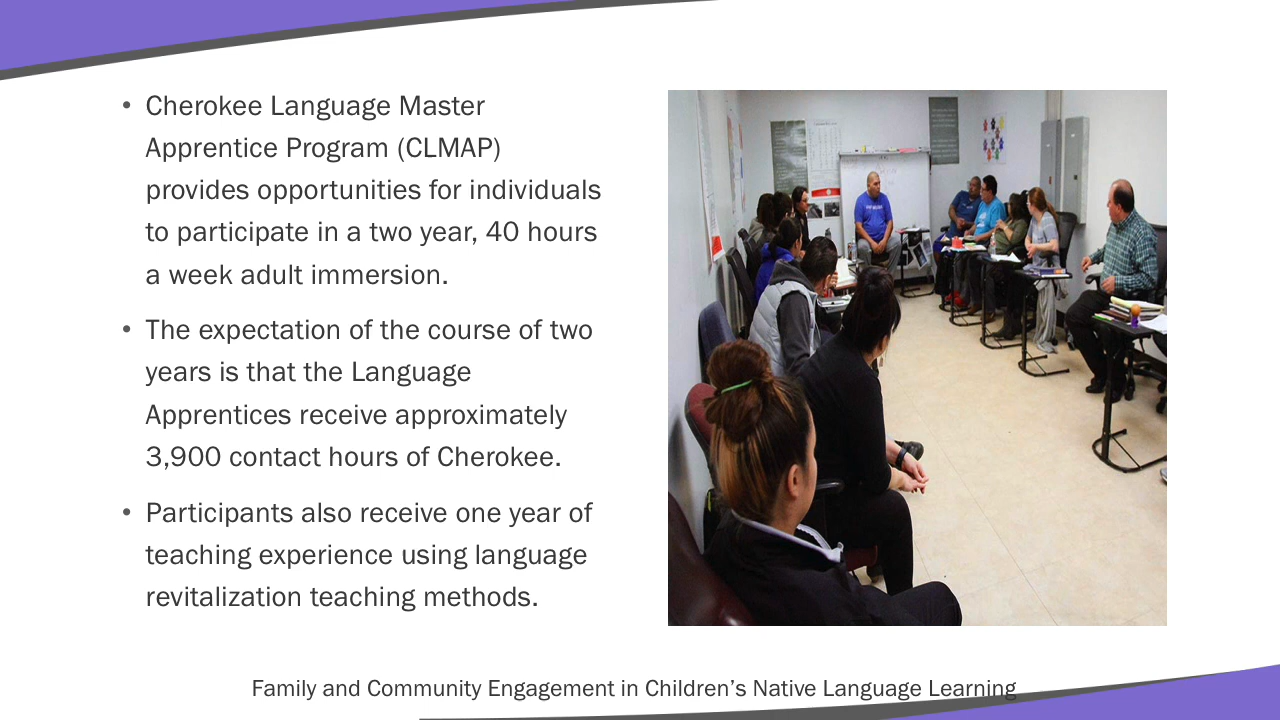 • Cherokee Language Master
Apprentice Program (CLMAP)
provides opportunities for individuals
to participate in a two year, 40 hours
a week adult immersion.
• The expectation of the course of two
years is that the Language
Apprentices receive approximately
3,900 contact hours of Cherokee.
• Participants also receive one year of
teaching experience using language
revitalization teaching methods.
Family and Community Engagement in Children’s Native Language Learning